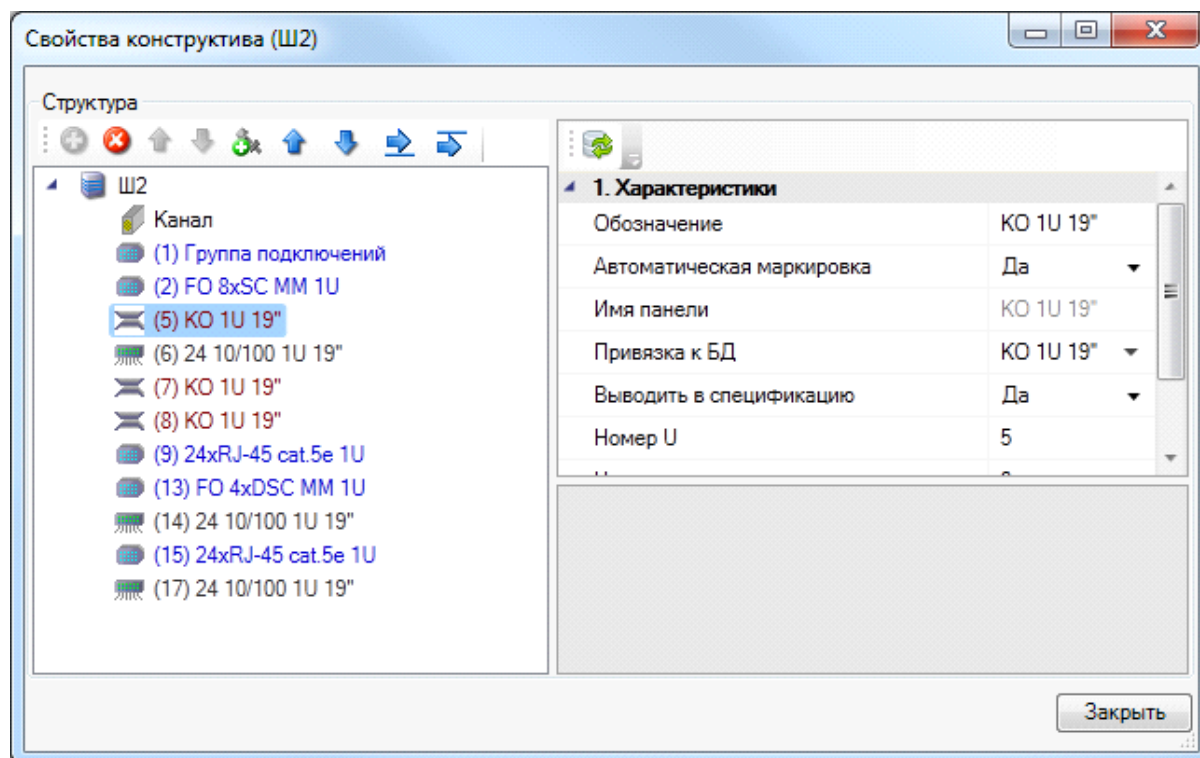 Свойства конструктива (Ш2)
Структура
Ш2
Канал
(1) Группа подключений
(2) FO 8xSC MM 1U
(5) КО 1U 19"
(6) 24 10/100 1U 19"
(7) КО 1U 19"
(8) КО 1U 19"
(9) 24xRJ-45 cat.5e 1U
(13) FO 4xDSC MM 1U
(14) 24 10/100 1U 19"
(15) 24xRJ-45 cat.5e 1U
(17) 24 10/100 1U 19"
1. Характеристики
Обозначение КО 1U 19"
Автоматическая маркировка Да
Имя панели КО 1U 19"
Привязка к БД КО 1U 19"
Выводить в спецификацию Да
Номер U 5
Закрыть